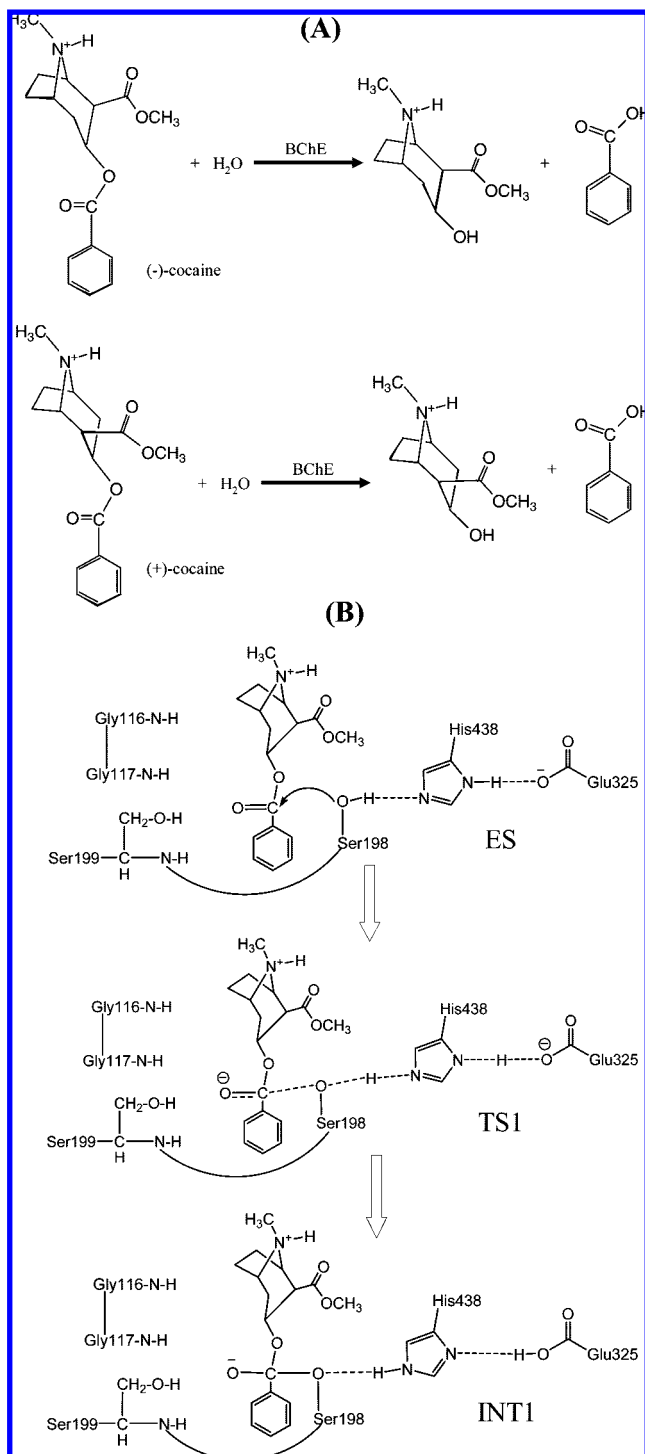 (A)
H₃C
N⁺-H
O
OCH₃
O
O=C
+ H₂O
BChE
H₃C
N⁺-H
O
OCH₃
OH
+
O
OH
C
(-)-cocaine
H₃C
N⁺-H
O
OCH₃
O
O=C
+ H₂O
BChE
H₃C
N⁺-H
O
OCH₃
OH
+
O
OH
C
(+)-cocaine
(B)
H₃C
N⁺-H
O
OCH₃
O
O=C
Gly116-N-H
Gly117-N-H
CH₂-O-H
Ser199-C-N-H
H
O-H
Ser198
His438
N
N-H
⁻O
O
Glu325
ES
H₃C
N⁺-H
O
OCH₃
O
⊖
O=C
Gly116-N-H
Gly117-N-H
CH₂-O-H
Ser199-C-N-H
H
O
H
Ser198
His438
N
N
H
⊖
O
O
Glu325
TS1
H₃C
N⁺-H
O
OCH₃
O
⁻O-C-O
Gly116-N-H
Gly117-N-H
CH₂-O-H
Ser199-C-N-H
H
Ser198
His438
H-N
N
H-O
O
Glu325
INT1